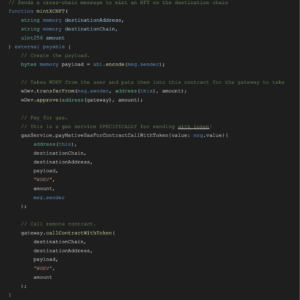 // Sends a cross-chain message to mint an NFT on the destination chain
function mintXCNFT(
string memory destinationAddress,
string memory destinationChain,
uint256 amount
) external payable {
// Create the payload.
bytes memory payload = abi.encode(msg.sender);
// Takes WDEV from the user and puts them into this contract for the gateway to take
wDev.transferFrom(msg.sender, address(this), amount);
wDev.approve(address(gateway), amount);
// Pay for gas.
// This is a gas service SPECIFICALLY for sending with token!
gasService.payNativeGasForContractCallWithToken{value: msg.value}(
address(this),
destinationChain,
destinationAddress,
payload,
"WDEV",
amount,
msg.sender
);
// Call remote contract.
gateway.callContractWithToken(
destinationChain,
destinationAddress,
payload,
"WDEV",
amount
);
}